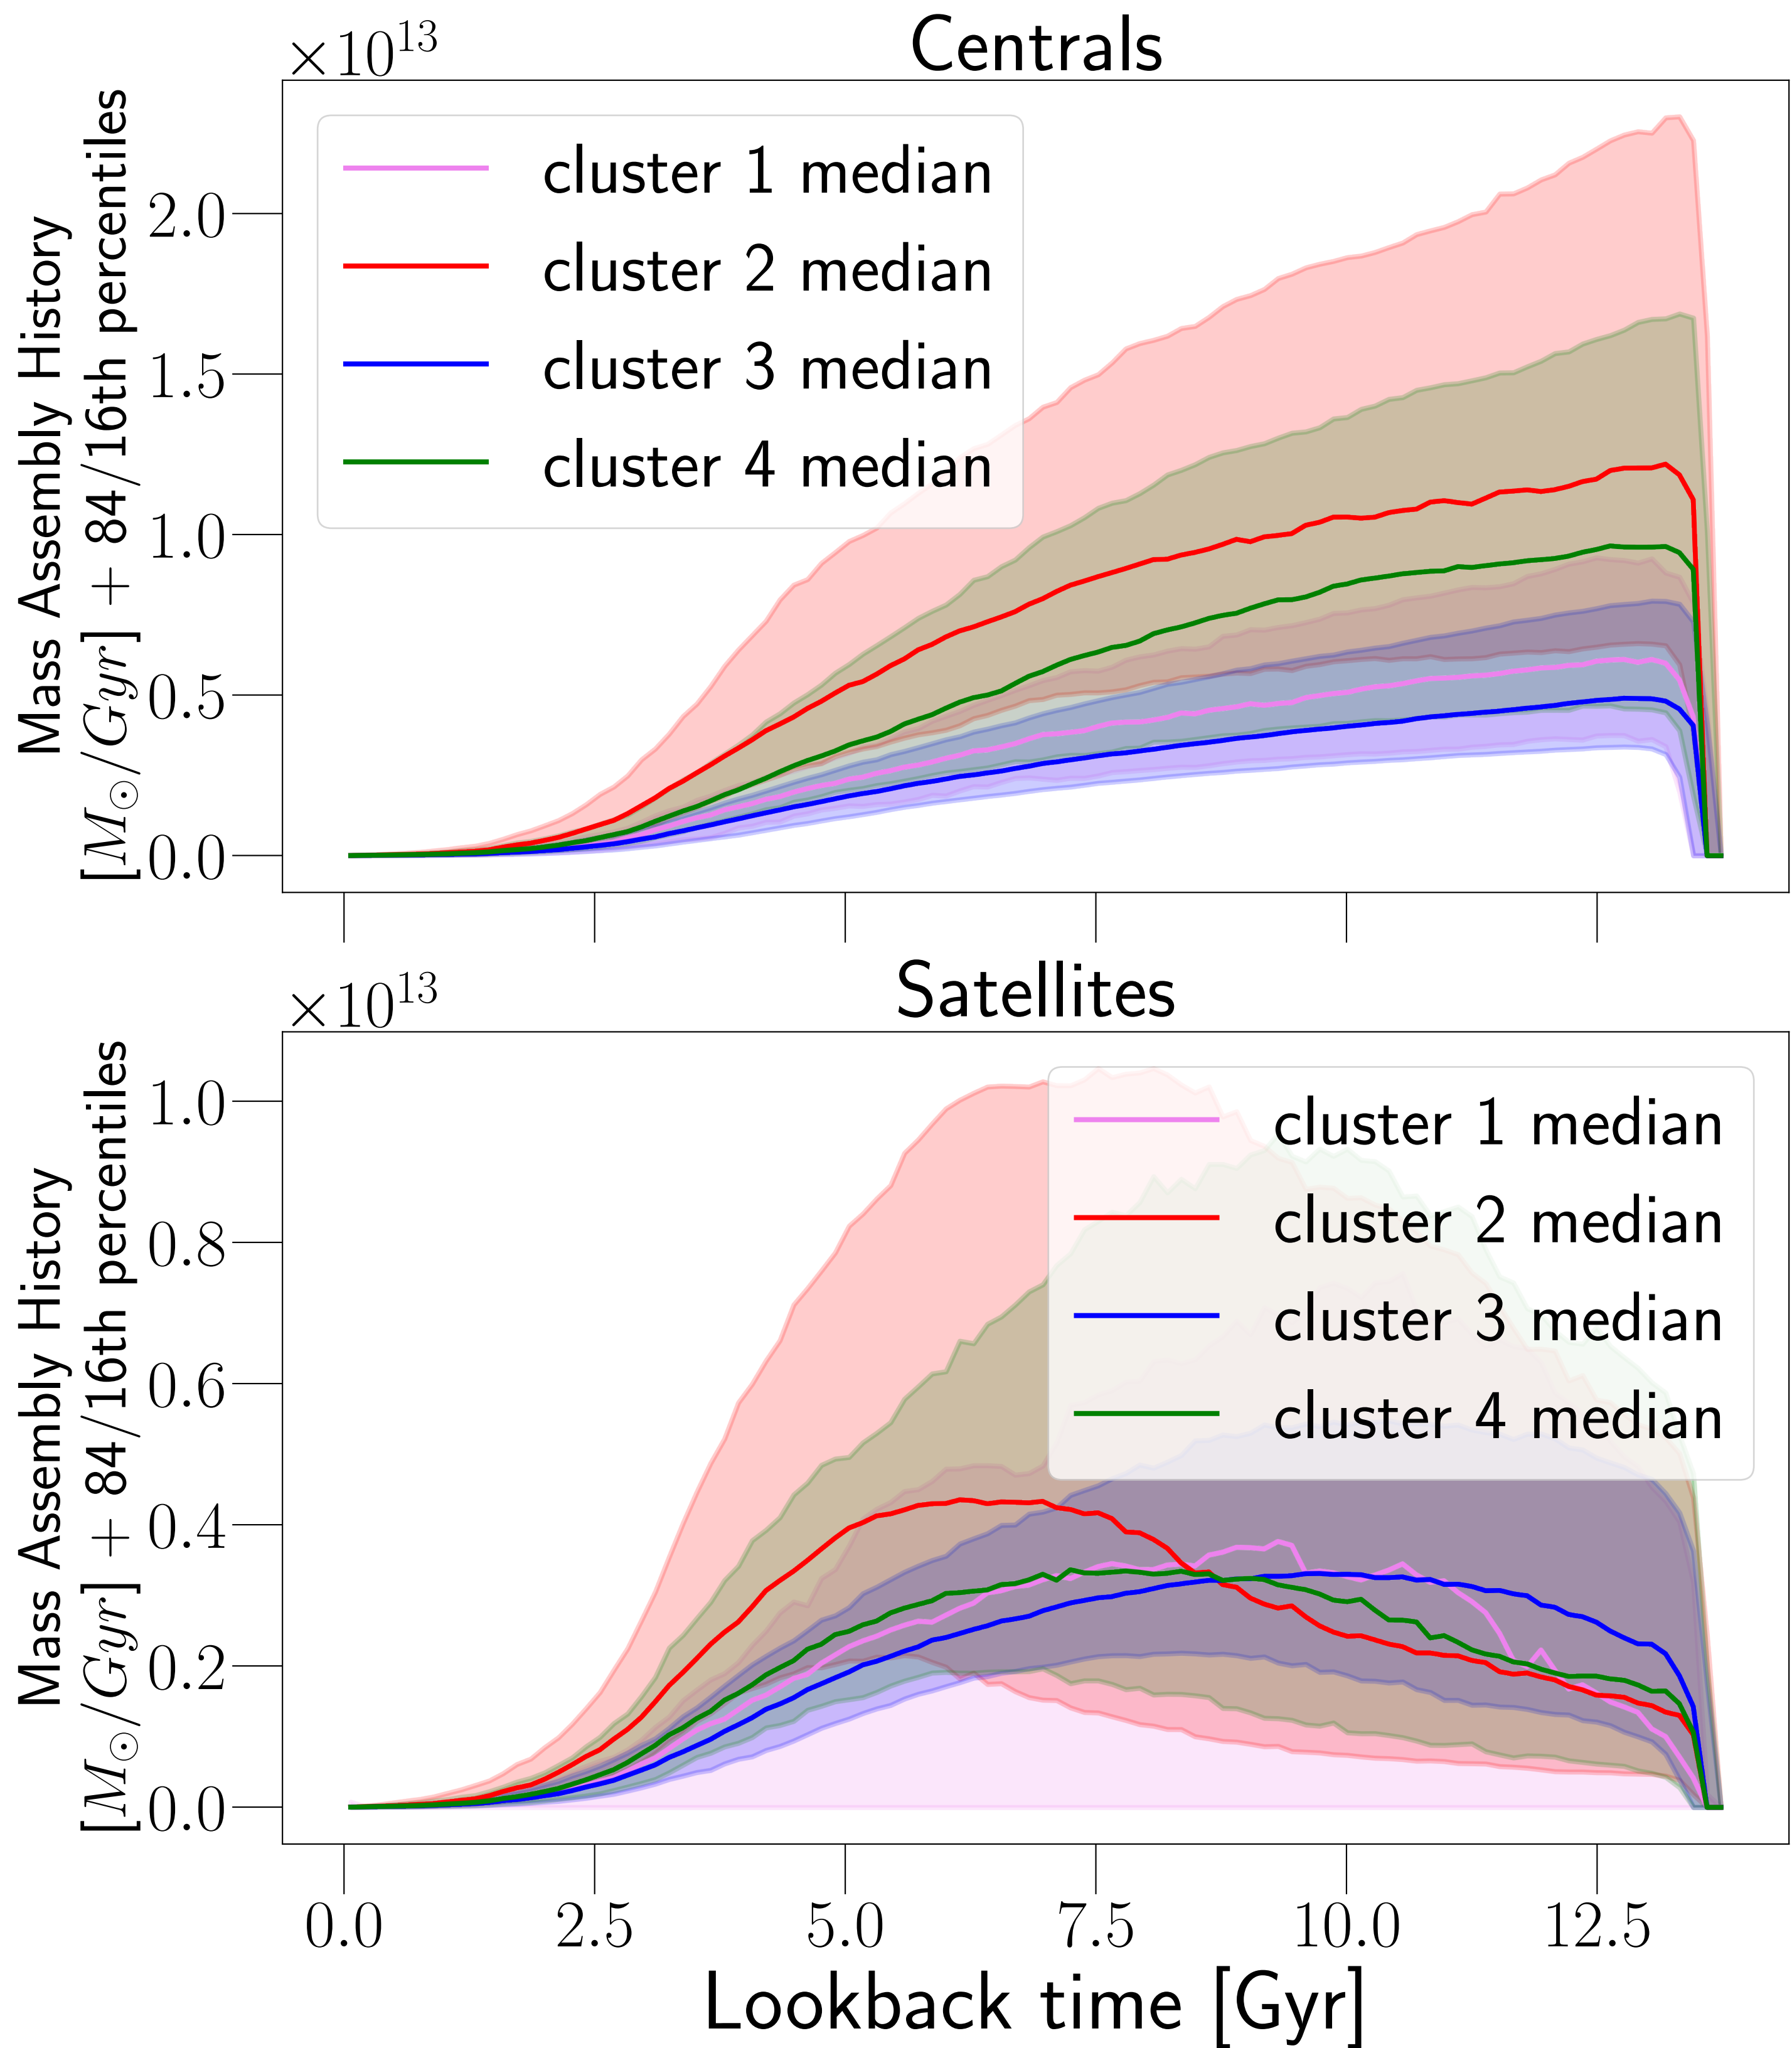 Centrals
×10¹³
Mass Assembly History
[M⊙/Gyr] + 84/16th percentiles
2.0
1.5
1.0
0.5
0.0
cluster 1 median
cluster 2 median
cluster 3 median
cluster 4 median
Satellites
×10¹³
Mass Assembly History
[M⊙/Gyr] + 84/16th percentiles
1.0
0.8
0.6
0.4
0.2
0.0
cluster 1 median
cluster 2 median
cluster 3 median
cluster 4 median
0.0 2.5 5.0 7.5 10.0 12.5
Lookback time [Gyr]